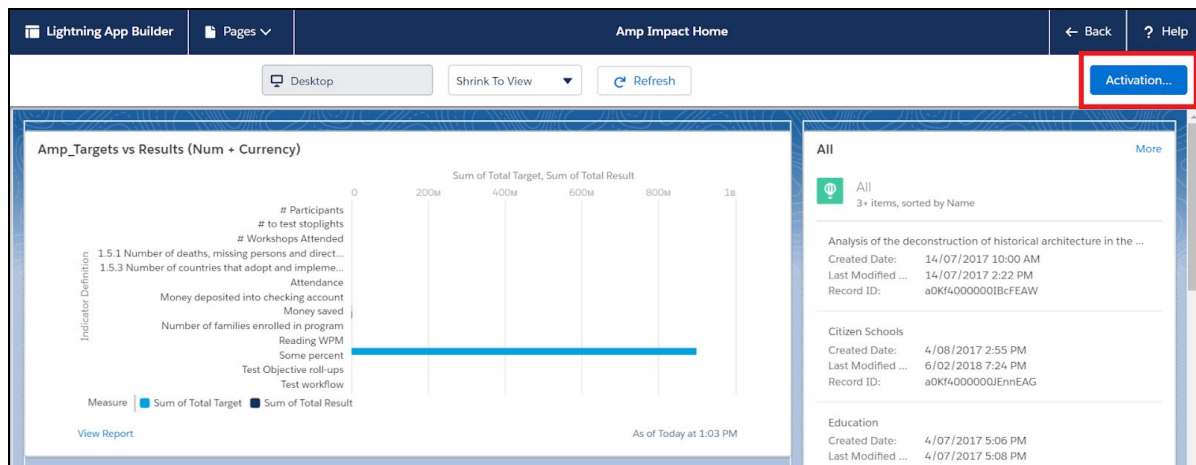 Lightning App Builder
Pages
Amp Impact Home
Back
? Help
Desktop
Shrink To View
Refresh
Activation...
Amp_Targets vs Results (Num + Currency)
Sum of Total Target, Sum of Total Result
0 200M 400M 600M 800M 1B
Indicator Definition
# Participants
# to test stoplights
# Workshops Attended
1.5.1 Number of deaths, missing persons and direct...
1.5.3 Number of countries that adopt and impleme...
Attendance
Money deposited into checking account
Money saved
Number of families enrolled in program
Reading WPM
Some percent
Test Objective roll-ups
Test workflow
Measure Sum of Total Target Sum of Total Result
View Report
As of Today at 1:03 PM
All
More
All
3+ items, sorted by Name
Analysis of the deconstruction of historical architecture in the ...
Created Date: 14/07/2017 10:00 AM
Last Modified ... 14/07/2017 2:22 PM
Record ID: a0Kf4000000IBcFEAW
Citizen Schools
Created Date: 4/08/2017 2:55 PM
Last Modified ... 6/02/2018 7:24 PM
Record ID: a0Kf4000000JEnnEAG
Education
Created Date: 4/07/2017 5:06 PM
Last Modified ... 4/07/2017 5:08 PM